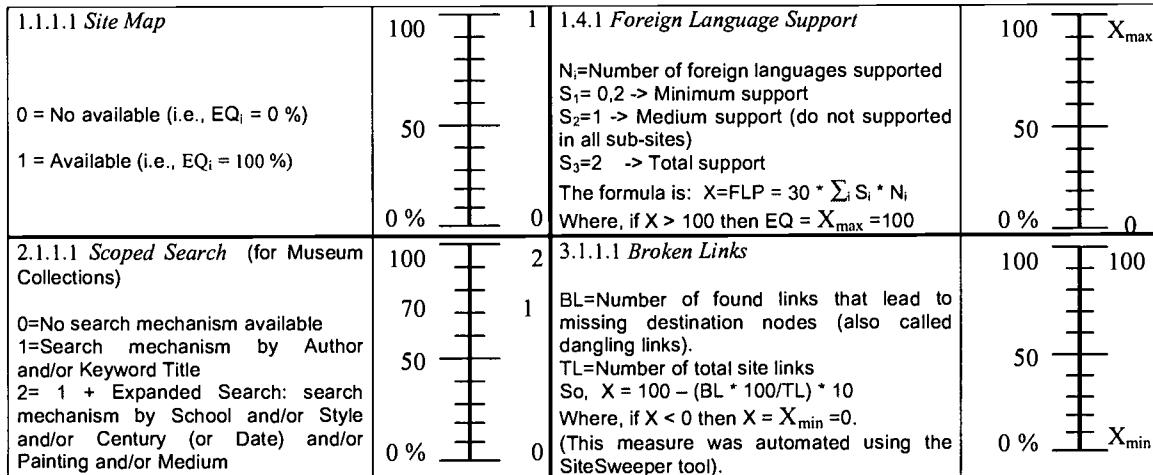 1.1.1.1 Site Map
0 = No available (i.e., EQi = 0 %)
1 = Available (i.e., EQi = 100 %)
100 1
50
0 % 0
1.4.1 Foreign Language Support
Ni=Number of foreign languages supported
S1= 0,2 -> Minimum support
S2=1 -> Medium support (do not supported
in all sub-sites)
S3=2 -> Total support
The formula is: X=FLP = 30 * ∑i Si * Ni
Where, if X > 100 then EQ = Xmax =100
100 Xmax
50
0 % 0
2.1.1.1 Scoped Search (for Museum
Collections)
0=No search mechanism available
1=Search mechanism by Author
and/or Keyword Title
2= 1 + Expanded Search: search
mechanism by School and/or Style
and/or Century (or Date) and/or
Painting and/or Medium
100 2
70 1
50
0 % 0
3.1.1.1 Broken Links
BL=Number of found links that lead to
missing destination nodes (also called
dangling links).
TL=Number of total site links
So, X = 100 – (BL * 100/TL) * 10
Where, if X < 0 then X = Xmin =0.
(This measure was automated using the
SiteSweeper tool).
100 100
50
0 % Xmin